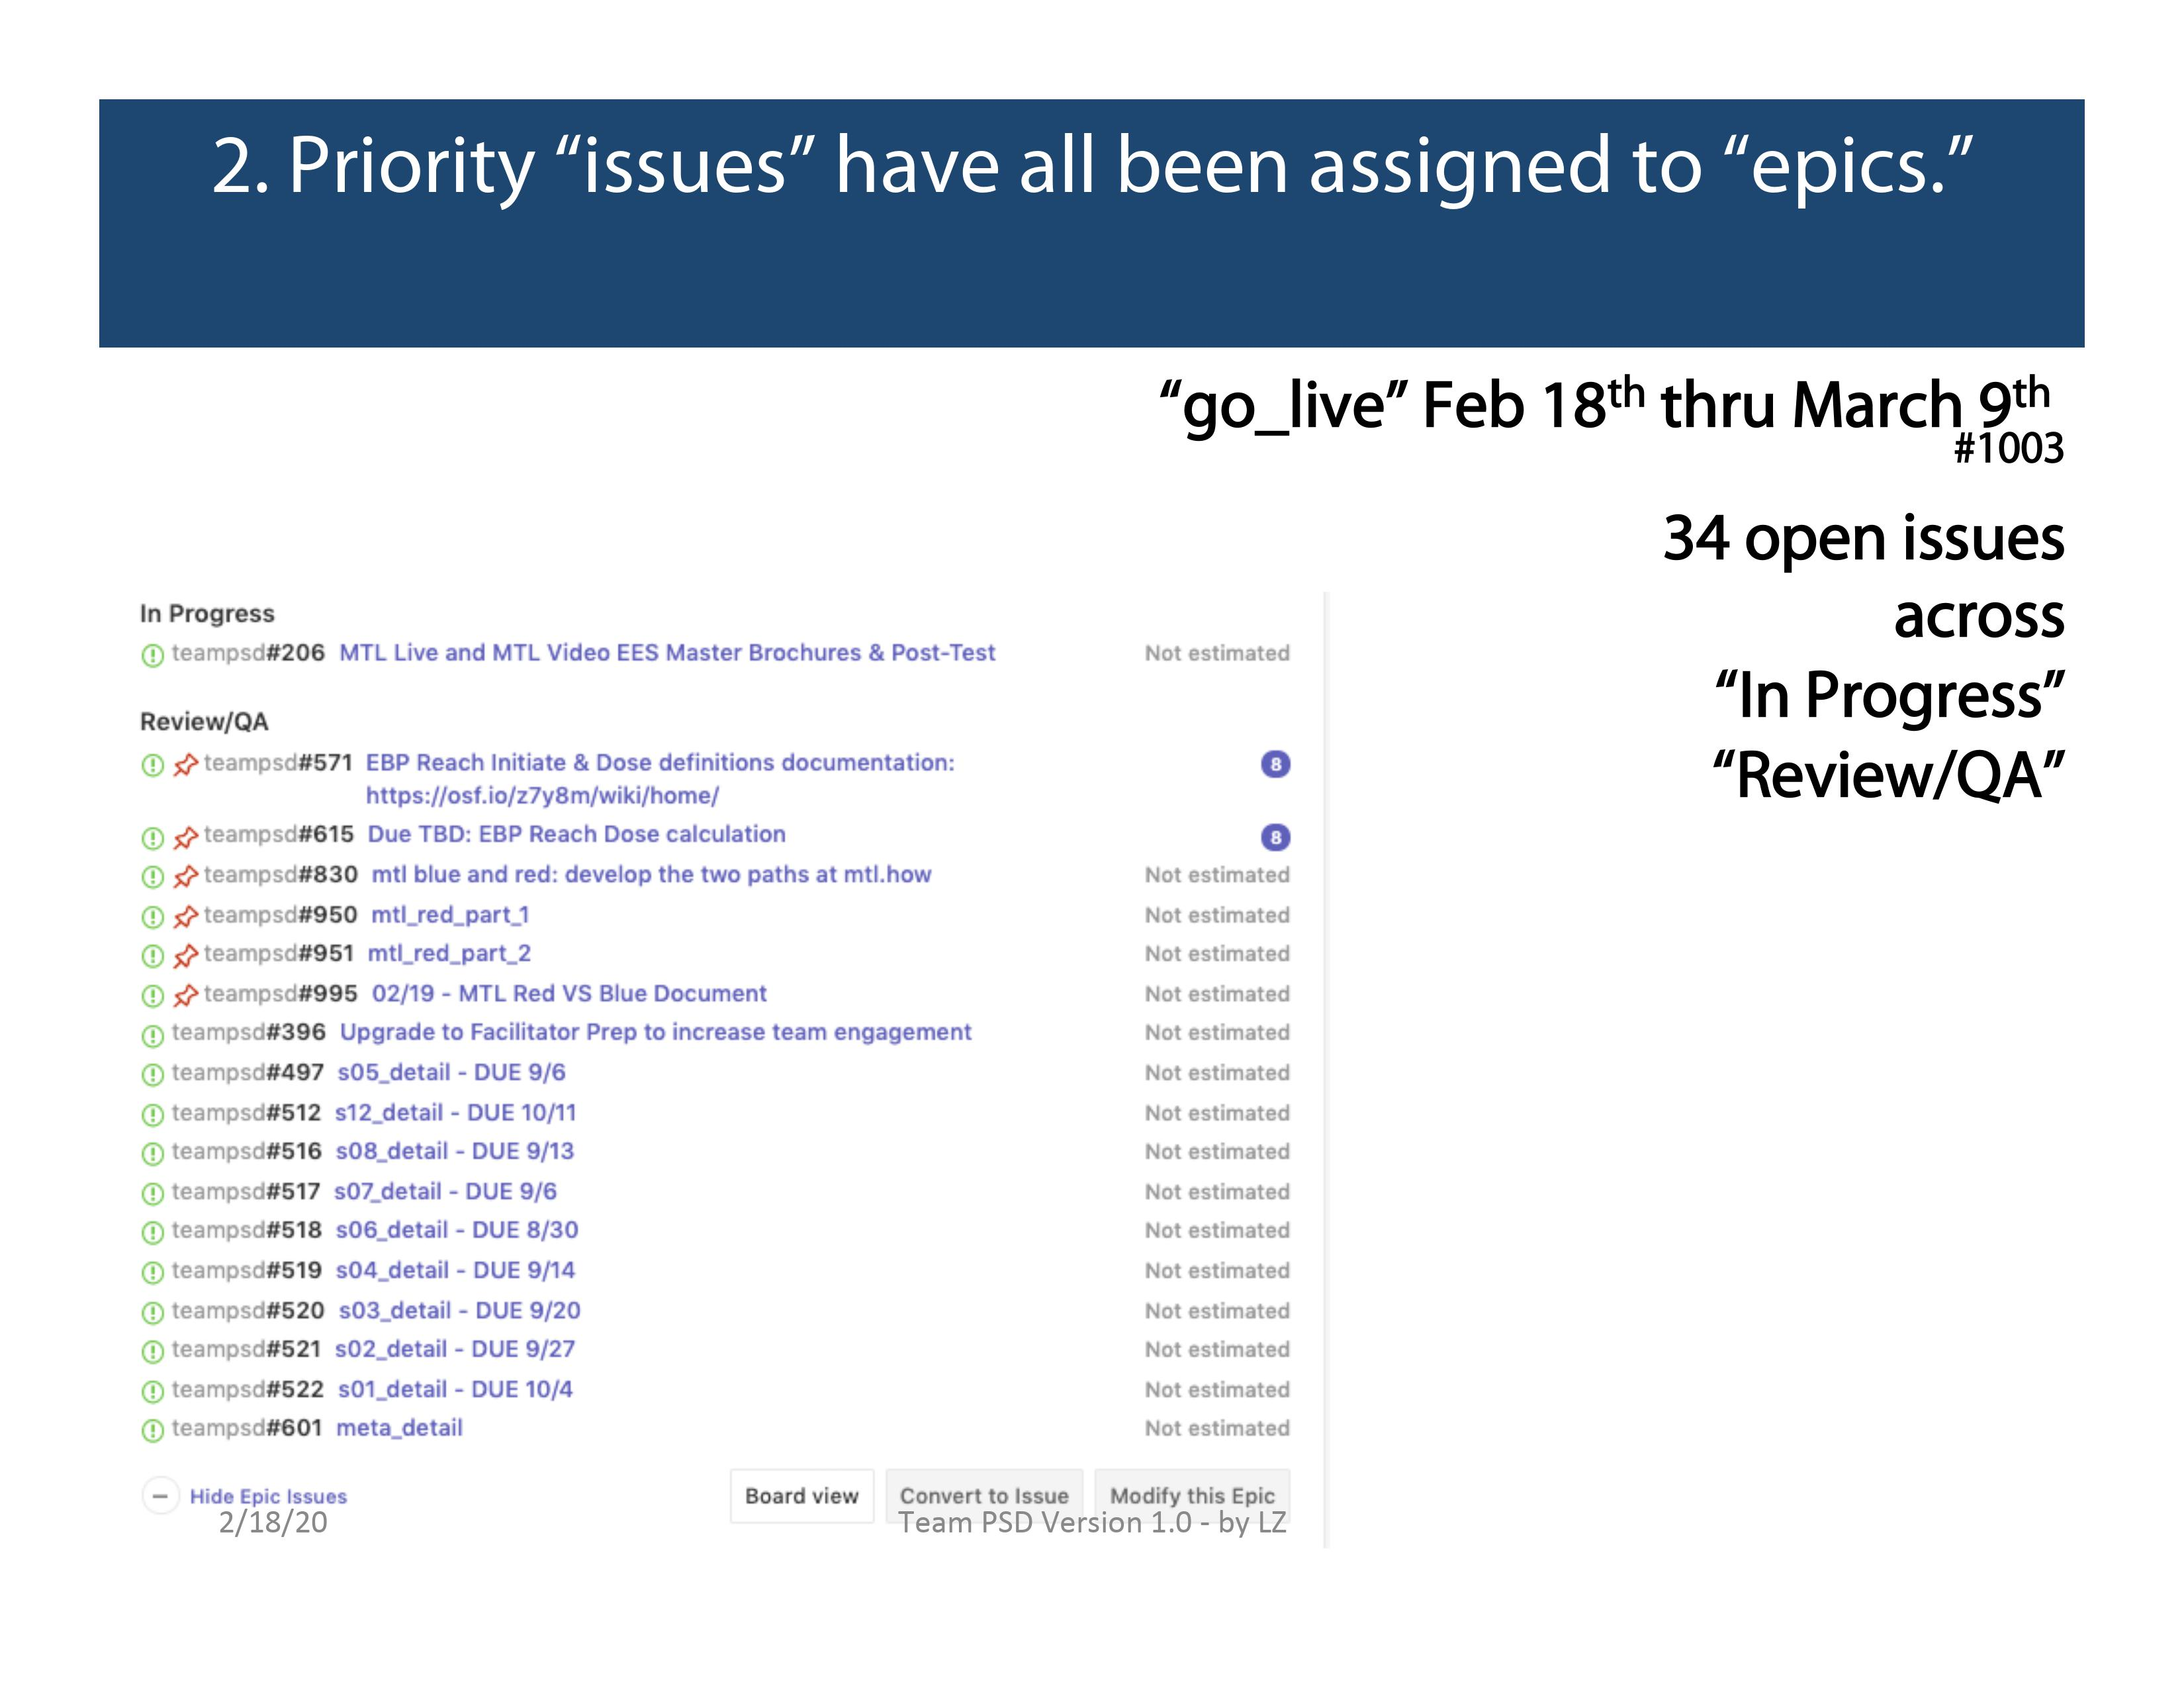 2. Priority “issues” have all been assigned to “epics.”
“go_live” Feb 18th thru March 9th
#1003
34 open issues
across
“In Progress”
“Review/QA”
In Progress
teampsd#206 MTL Live and MTL Video EES Master Brochures & Post-Test Not estimated
Review/QA
teampsd#571 EBP Reach Initiate & Dose definitions documentation: 8
https://osf.io/z7y8m/wiki/home/
teampsd#615 Due TBD: EBP Reach Dose calculation 8
teampsd#830 mtl blue and red: develop the two paths at mtl.how Not estimated
teampsd#950 mtl_red_part_1 Not estimated
teampsd#951 mtl_red_part_2 Not estimated
teampsd#995 02/19 - MTL Red VS Blue Document Not estimated
teampsd#396 Upgrade to Facilitator Prep to increase team engagement Not estimated
teampsd#497 s05_detail - DUE 9/6 Not estimated
teampsd#512 s12_detail - DUE 10/11 Not estimated
teampsd#516 s08_detail - DUE 9/13 Not estimated
teampsd#517 s07_detail - DUE 9/6 Not estimated
teampsd#518 s06_detail - DUE 8/30 Not estimated
teampsd#519 s04_detail - DUE 9/14 Not estimated
teampsd#520 s03_detail - DUE 9/20 Not estimated
teampsd#521 s02_detail - DUE 9/27 Not estimated
teampsd#522 s01_detail - DUE 10/4 Not estimated
teampsd#601 meta_detail Not estimated
Hide Epic Issues Board view Convert to Issue Modify this Epic
2/18/20 Team PSD Version 1.0 - by LZ